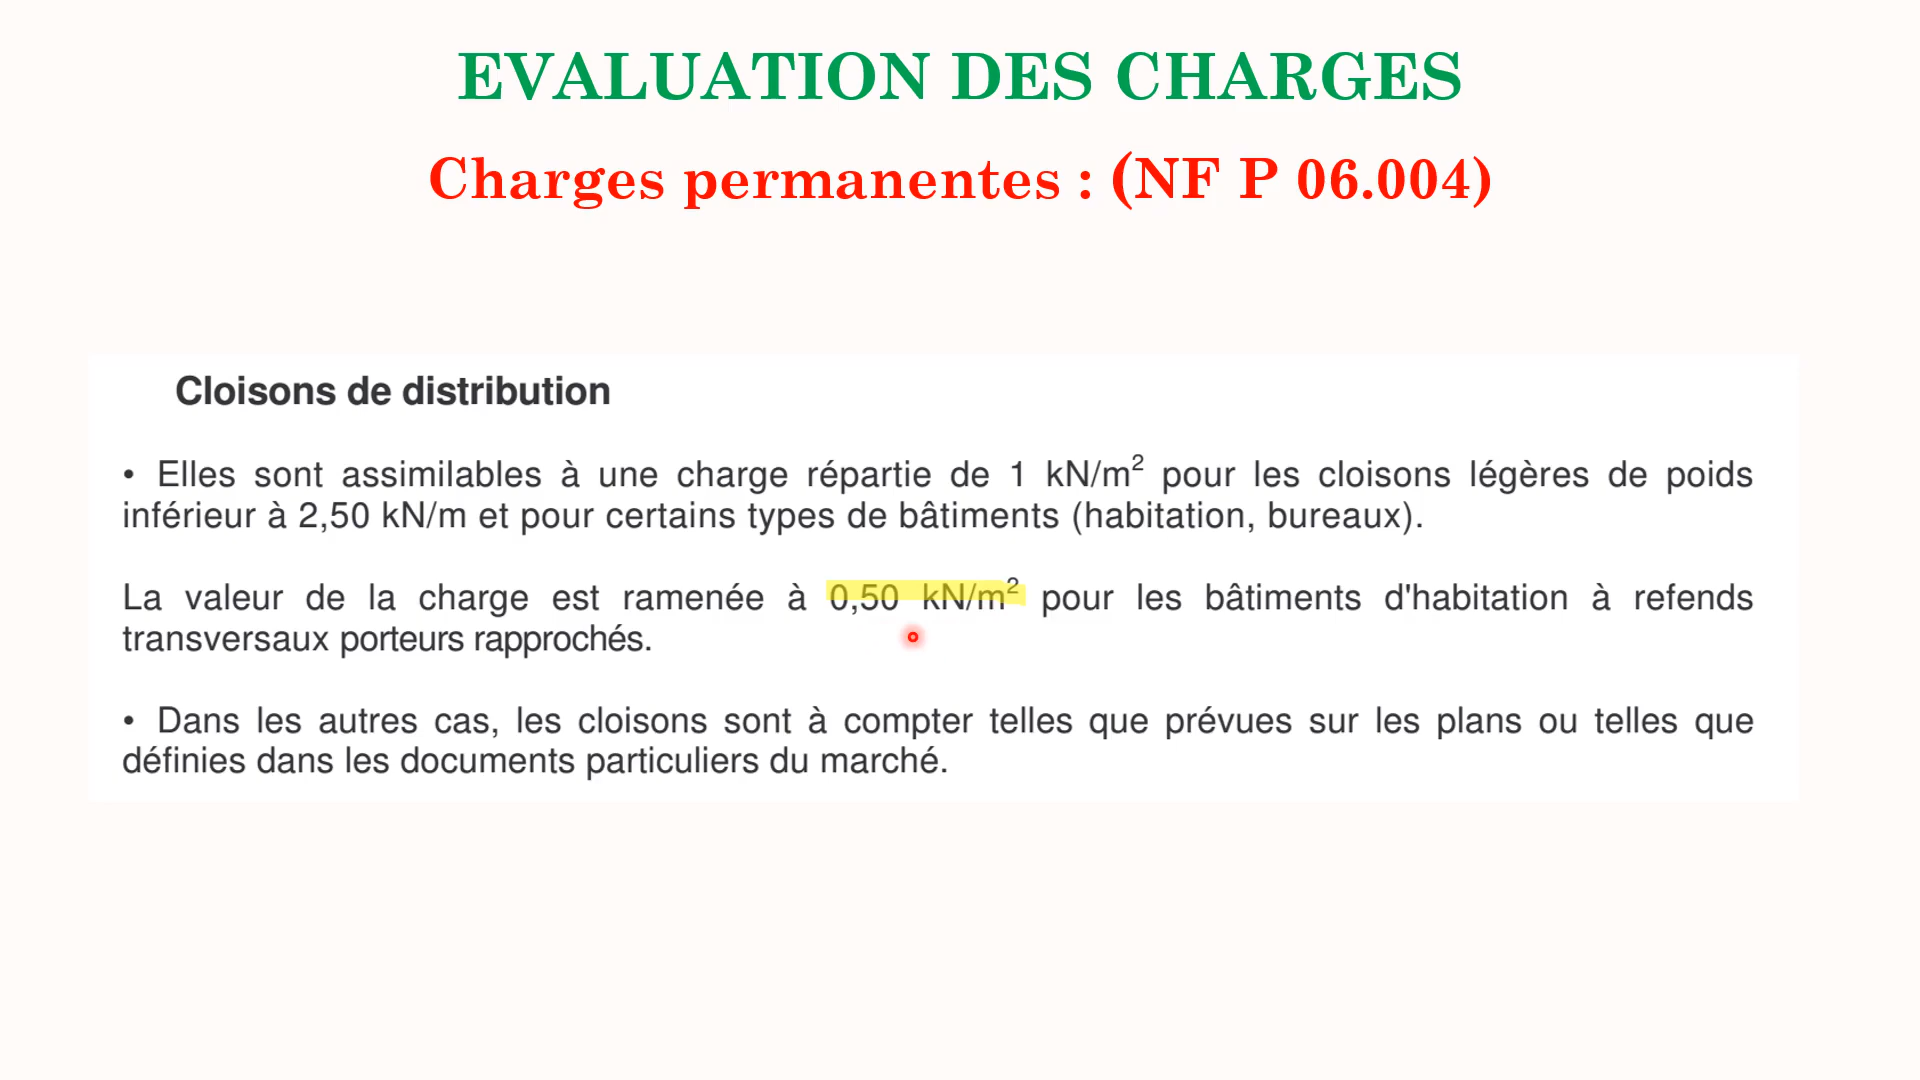 EVALUATION DES CHARGES
Charges permanentes : (NF P 06.004)
Cloisons de distribution
• Elles sont assimilables à une charge répartie de 1 kN/m² pour les cloisons légères de poids
inférieur à 2,50 kN/m et pour certains types de bâtiments (habitation, bureaux).
La valeur de la charge est ramenée à 0,50 kN/m² pour les bâtiments d'habitation à refends
transversaux porteurs rapprochés.
• Dans les autres cas, les cloisons sont à compter telles que prévues sur les plans ou telles que
définies dans les documents particuliers du marché.